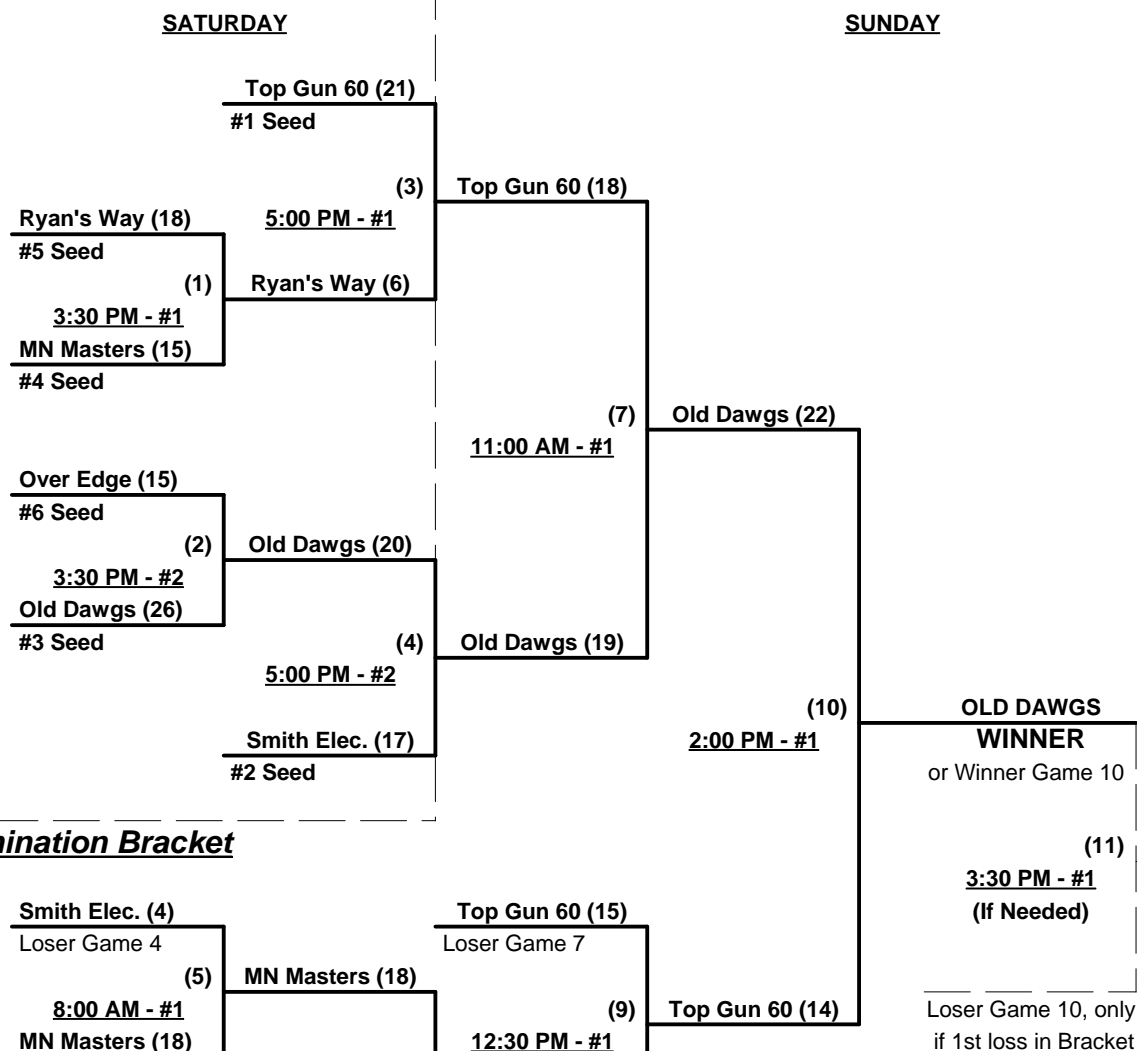 SATURDAY
SUNDAY
Top Gun 60 (21)
#1 Seed
(3)
Top Gun 60 (18)
5:00 PM - #1
Ryan's Way (18)
#5 Seed
(1)
Ryan's Way (6)
3:30 PM - #1
MN Masters (15)
#4 Seed
(7)
Old Dawgs (22)
11:00 AM - #1
Over Edge (15)
#6 Seed
(2)
Old Dawgs (20)
3:30 PM - #2
Old Dawgs (26)
#3 Seed
(4)
Old Dawgs (19)
5:00 PM - #2
Smith Elec. (17)
#2 Seed
(10)
2:00 PM - #1
OLD DAWGS
WINNER
or Winner Game 10
(11)
3:30 PM - #1
(If Needed)
Loser Game 10, only
if 1st loss in Bracket
mination Bracket
Smith Elec. (4)
Loser Game 4
(5)
MN Masters (18)
8:00 AM - #1
MN Masters (18)
Top Gun 60 (15)
Loser Game 7
(9)
Top Gun 60 (14)
12:30 PM - #1